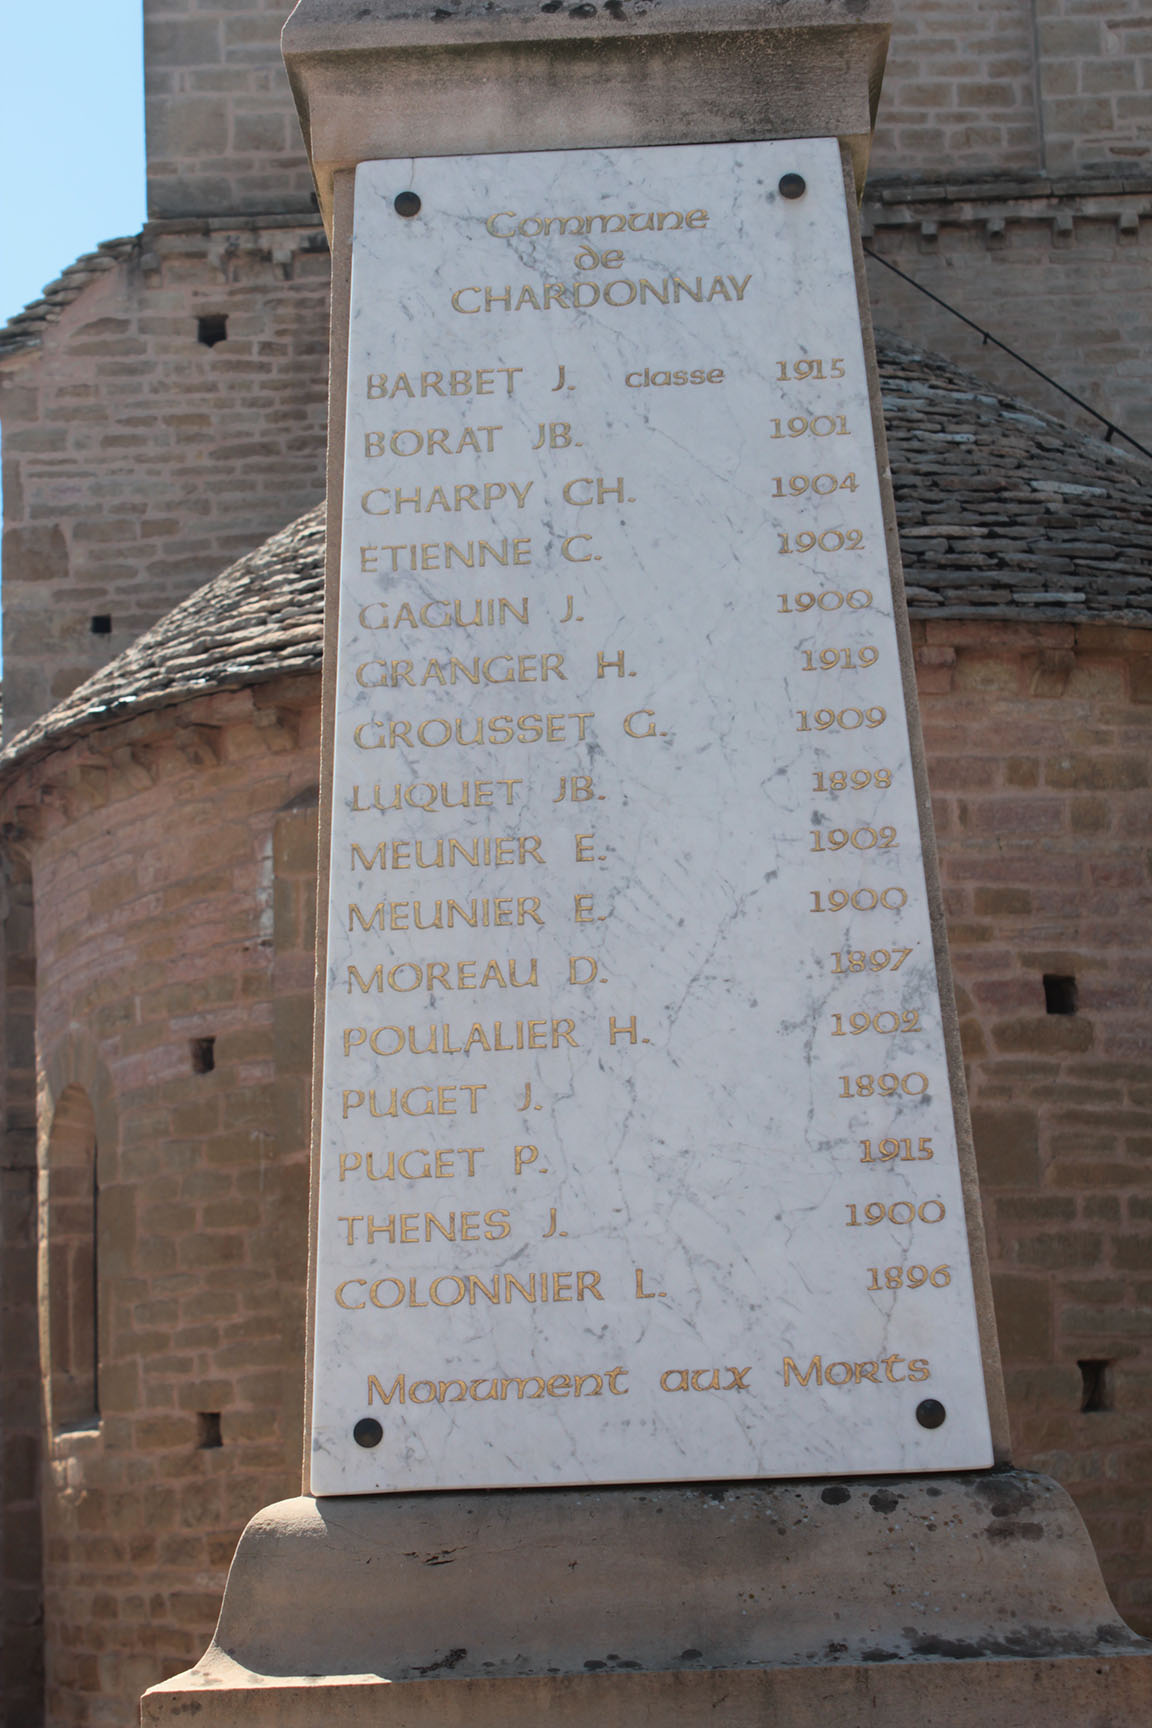 Commune
de
CHARDONNAY
BARBET J. classe 1915
BORAT JB. 1901
CHARPY CH. 1904
ETIENNE C. 1902
GAGUIN J. 1900
GRANGER H. 1919
GROUSSET G. 1909
LUQUET JB. 1898
MEUNIER E. 1902
MEUNIER E. 1900
MOREAU D. 1897
POULALIER H. 1902
PUGET J. 1890
PUGET P. 1915
THENES J. 1900
COLONNIER L. 1896
Monument aux Morts